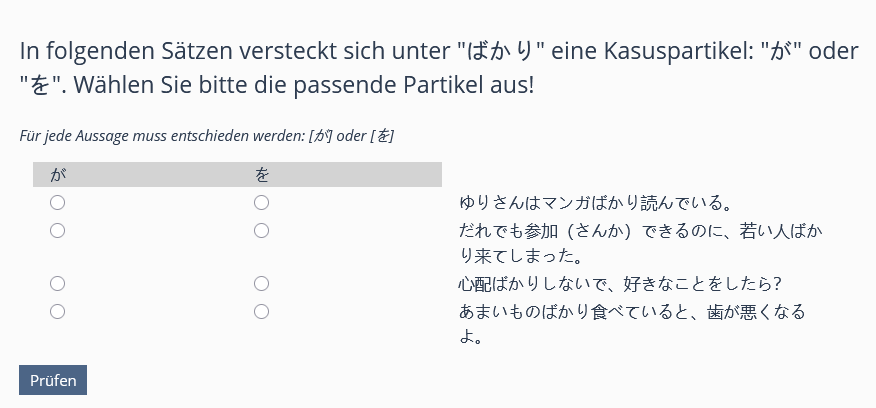 In folgenden Sätzen versteckt sich unter "ばかり" eine Kasuspartikel: "が" oder
"を". Wählen Sie bitte die passende Partikel aus!
Für jede Aussage muss entschieden werden: [が] oder [を]
が を
ゆりさんはマンガばかり読んでいる。
だれでも参加（さんか）できるのに、若い人ばか
り来てしまった。
心配ばかりしないで、好きなことをしたら？
あまいものばかり食べていると、歯が悪くなる
よ。
Prüfen